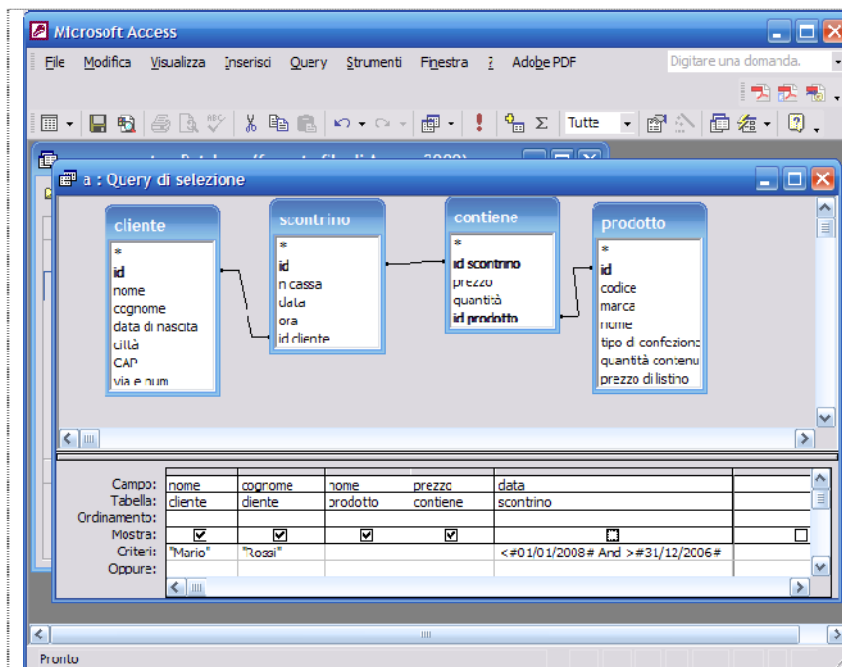 Microsoft Access
File Modifica Visualizza Inserisci Query Strumenti Finestra ? Adobe PDF Digitare una domanda.
Tutte
a : Query di selezione
cliente
*
id
nome
cognome
data di nascita
città
CAP
via e num
scontrino
*
id
n cassa
data
ora
id cliente
contiene
*
id scontrino
prezzo
quantità
id prodotto
prodotto
*
id
codice
marca
nome
tipo di confezione
quantità contenu
prezzo di listino
Campo: nome cognome nome prezzo data
Tabella: cliente cliente prodotto contiene scontrino
Ordinamento:
Mostra:
Criteri: "Mario" "Rossi" <#01/01/2008# And >#31/12/2006#
Oppure:
Pronto